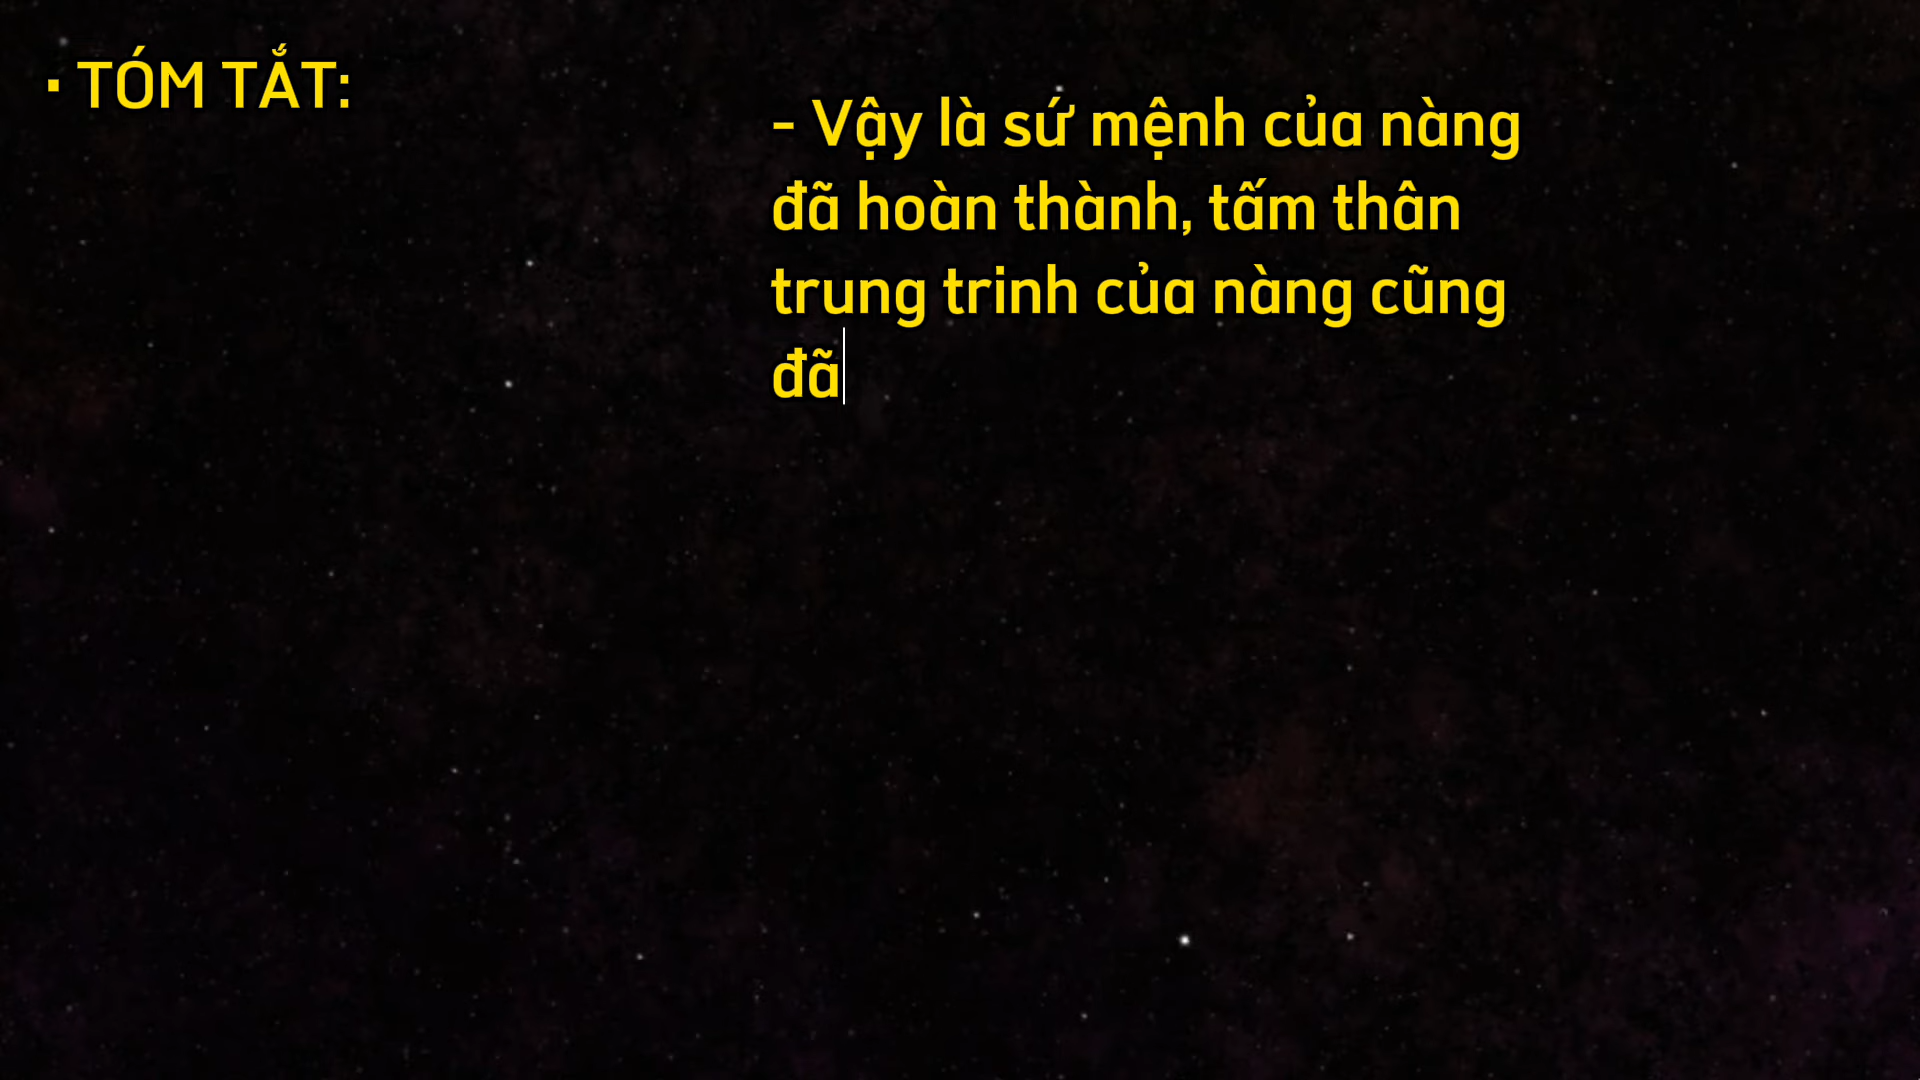 · TÓM TẮT:
- Vậy là sứ mệnh của nàng
đã hoàn thành, tấm thân
trung trinh của nàng cũng
đã